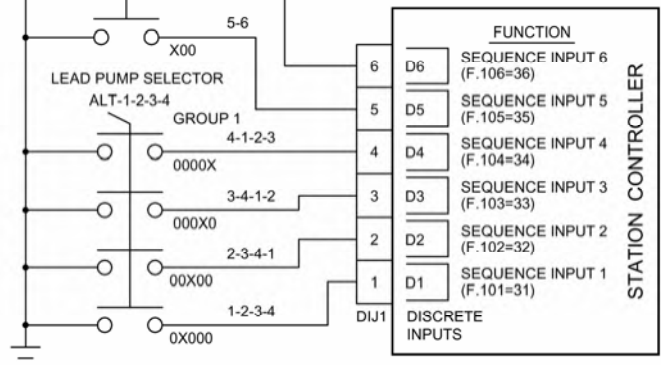 5-6
X00
LEAD PUMP SELECTOR
ALT-1-2-3-4
GROUP 1
4-1-2-3
0000X
3-4-1-2
000X0
2-3-4-1
00X00
1-2-3-4
0X000
6
5
4
3
2
1
DIJ1
FUNCTION
D6
SEQUENCE INPUT 6
(F.106=36)
D5
SEQUENCE INPUT 5
(F.105=35)
D4
SEQUENCE INPUT 4
(F.104=34)
D3
SEQUENCE INPUT 3
(F.103=33)
D2
SEQUENCE INPUT 2
(F.102=32)
D1
SEQUENCE INPUT 1
(F.101=31)
DISCRETE
INPUTS
STATION CONTROLLER